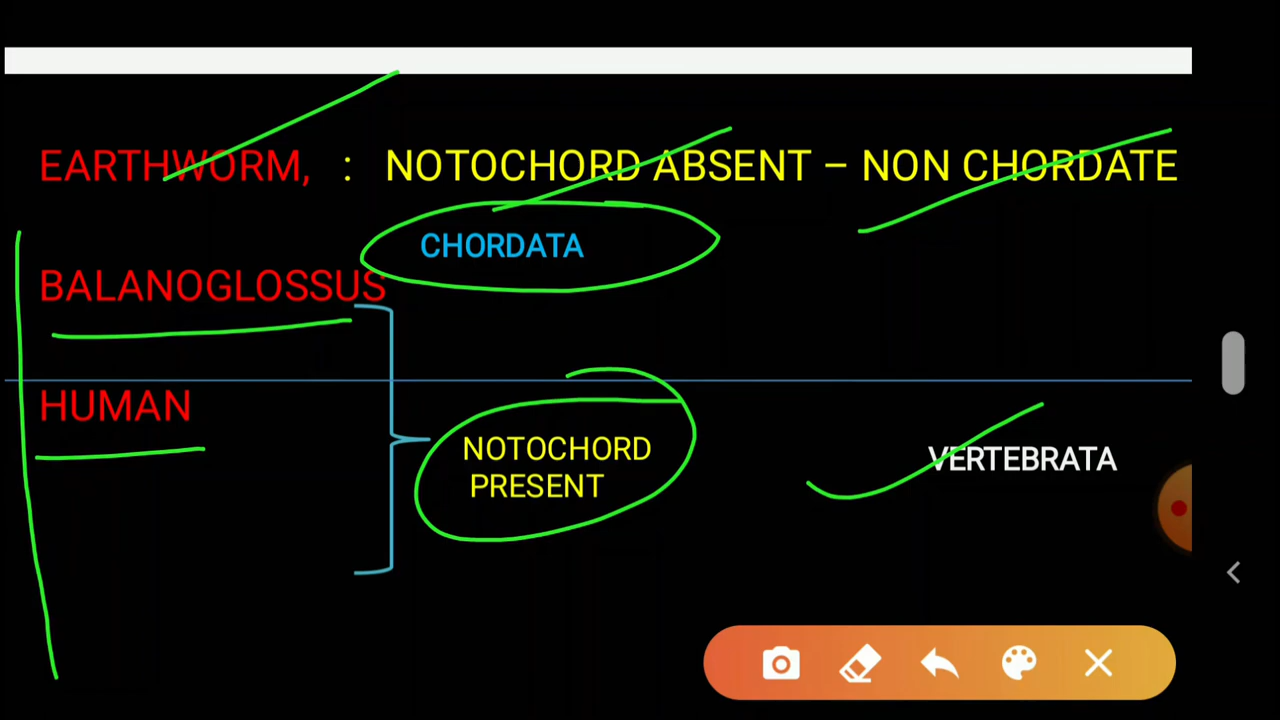 EARTHWORM, : NOTOCHORD ABSENT – NON CHORDATE
CHORDATA
BALANOGLOSSUS
HUMAN
NOTOCHORD
PRESENT
VERTEBRATA